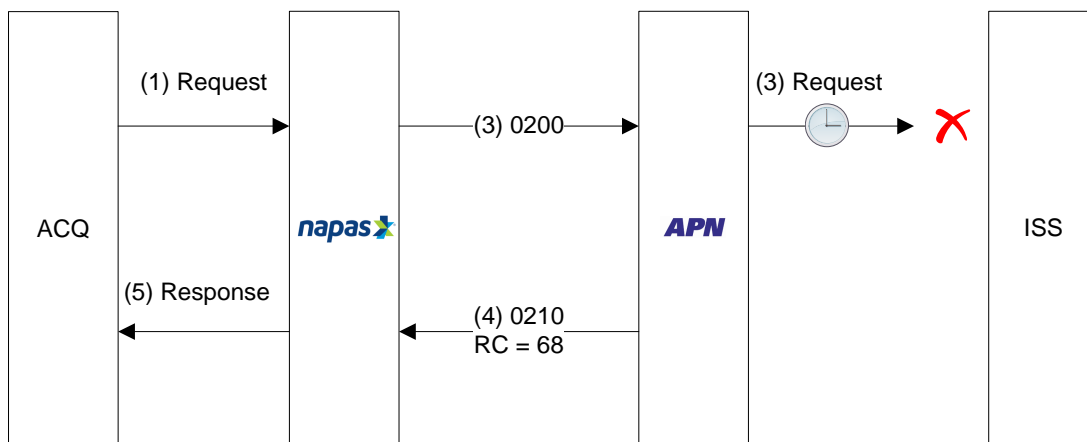 (1) Request
(3) Request
(3) 0200
ACQ
napas
APN
ISS
(5) Response
(4) 0210
RC = 68